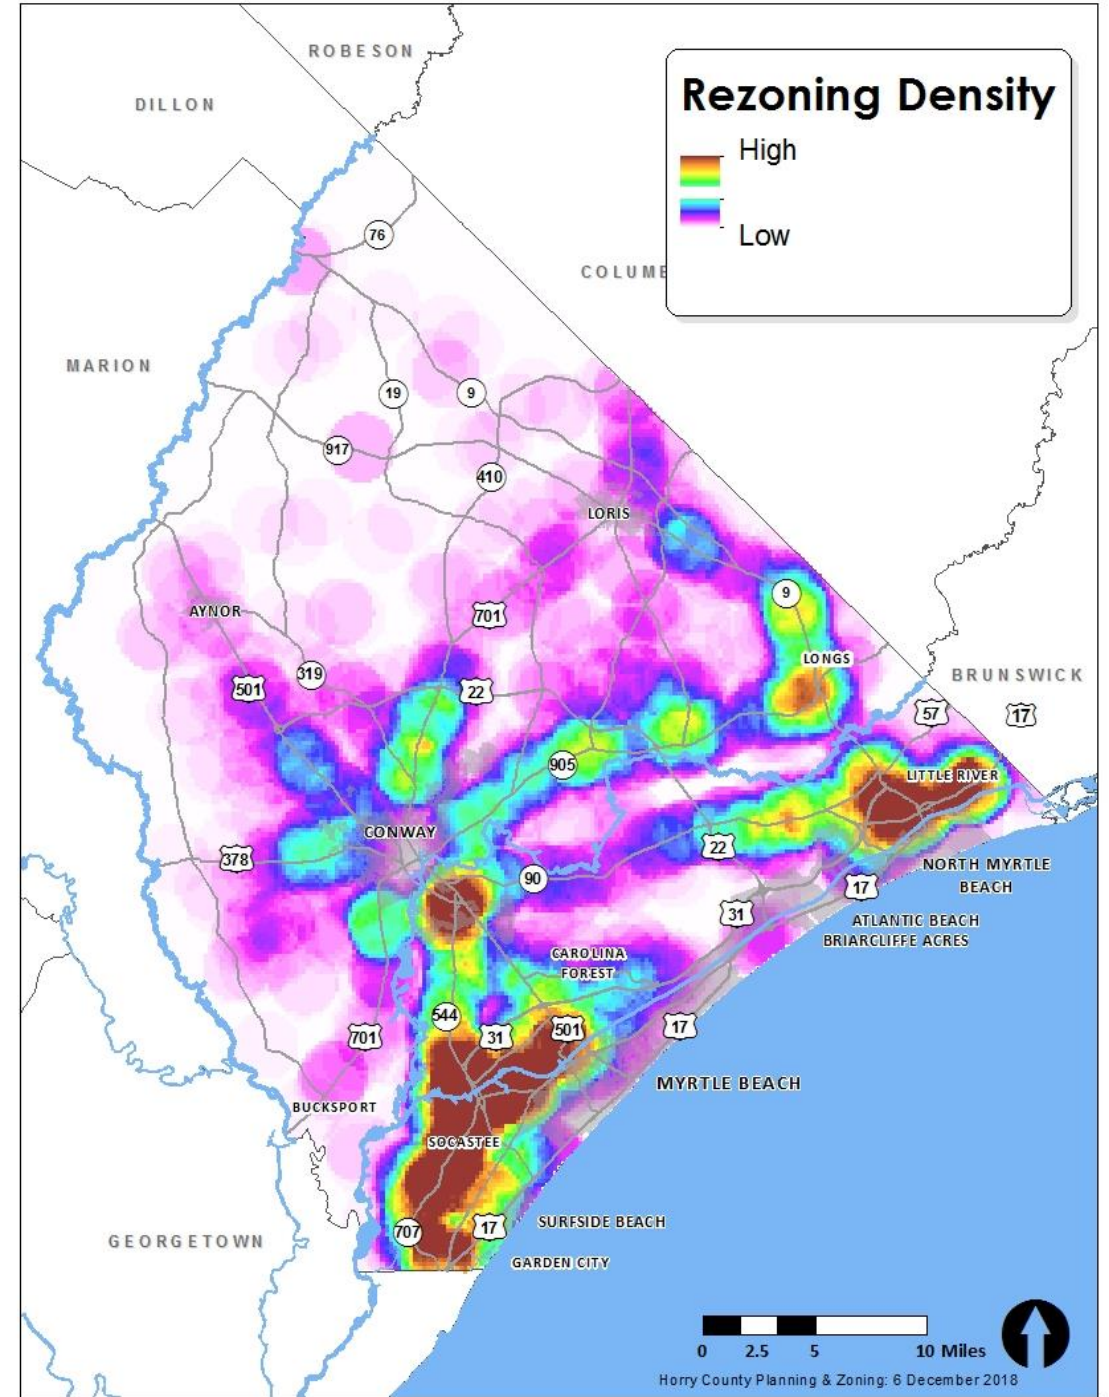 ROBESON
DILLON
Rezoning Density
High
Low
76
COLUMB
MARION
19
9
917
410
LORIS
9
AYNOR
701
LONGS
319
501
22
BRUNSWICK
57
17
905
LITTLE RIVER
CONWAY
22
378
NORTH MYRTLE
BEACH
90
17
31
ATLANTIC BEACH
BRIARCLIFFE ACRES
CAROLINA
FOREST
544
501
17
701
31
MYRTLE BEACH
BUCKSPORT
SOCASTEE
SURFSIDE BEACH
707
17
GEORGETOWN
GARDEN CITY
0 2.5 5 10 Miles
Horry County Planning & Zoning: 6 December 2018